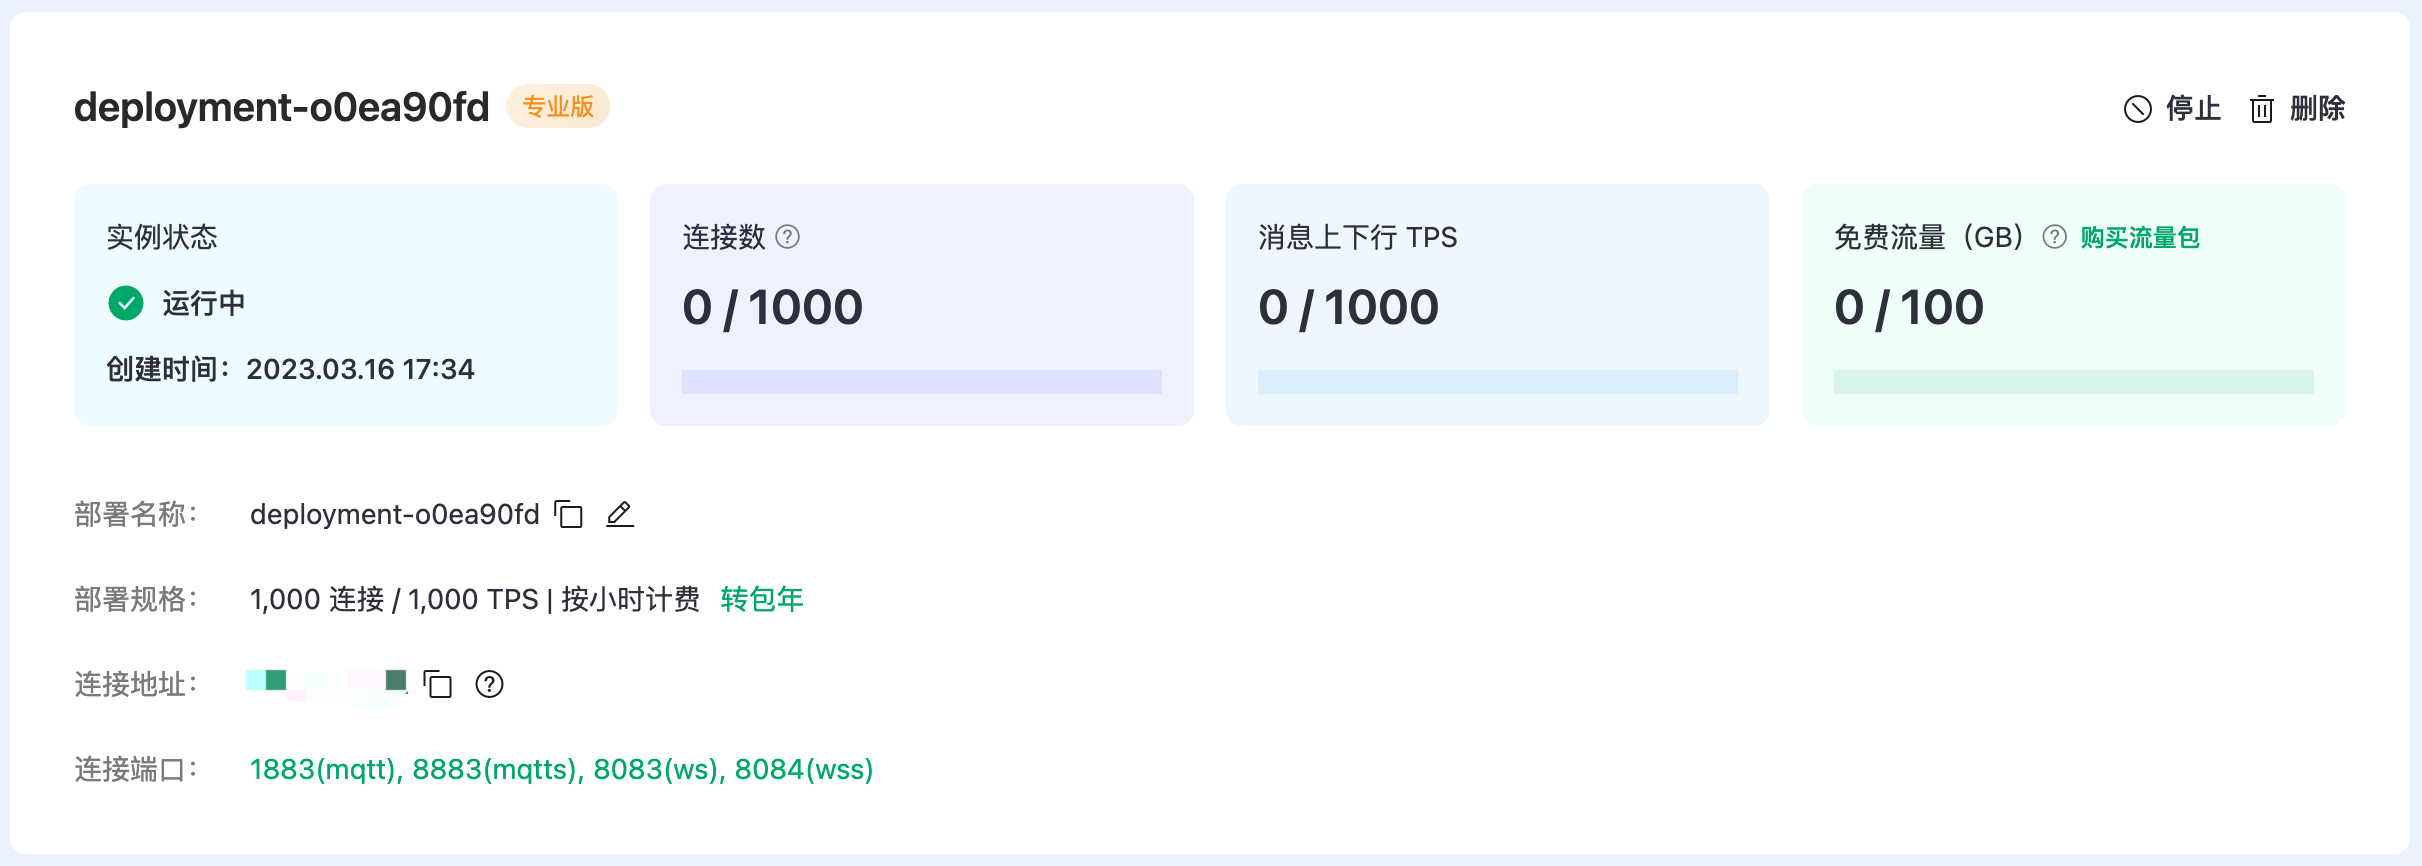 deployment-o0ea90fd 专业版 停止 删除
实例状态
运行中
创建时间：2023.03.16 17:34
连接数
0 / 1000
消息上下行 TPS
0 / 1000
免费流量（GB） 购买流量包
0 / 100
部署名称： deployment-o0ea90fd
部署规格： 1,000 连接 / 1,000 TPS | 按小时计费 转包年
连接地址：
连接端口： 1883(mqtt), 8883(mqtts), 8083(ws), 8084(wss)